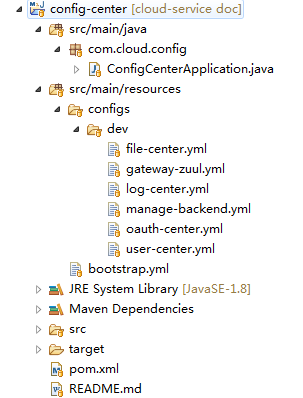 config-center [cloud-service doc]
src/main/java
com.cloud.config
ConfigCenterApplication.java
src/main/resources
configs
dev
file-center.yml
gateway-zuul.yml
log-center.yml
manage-backend.yml
oauth-center.yml
user-center.yml
bootstrap.yml
JRE System Library [JavaSE-1.8]
Maven Dependencies
src
target
pom.xml
README.md